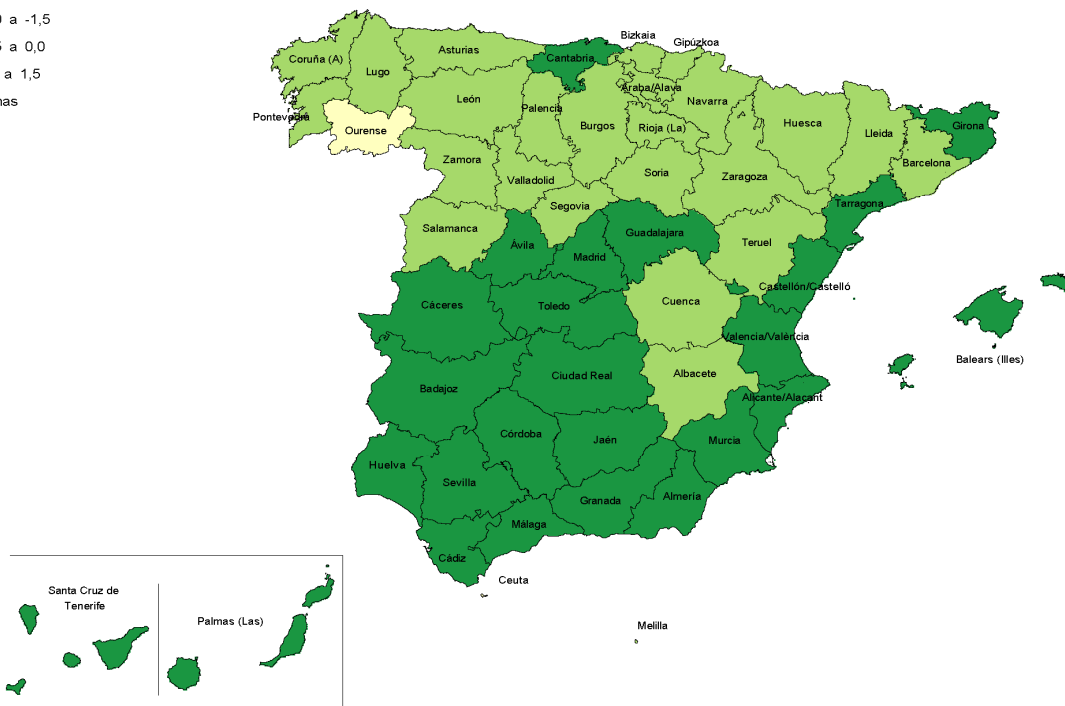 a -1,5
a 0,0
a 1,5
Bizkaia
Gipúzkoa
Asturias
Cantabria
Coruña (A)
Lugo
Araba/Alava
León
Navarra
Palencia
Pontevedra
Ourense
Burgos
Rioja (La)
Huesca
Lleida
Girona
Zamora
Barcelona
Valladolid
Soria
Zaragoza
Segovia
Tarragona
Salamanca
Ávila
Guadalajara
Teruel
Madrid
Cáceres
Toledo
Cuenca
Castellón/Castelló
Valencia/València
Balears (Illes)
Badajoz
Ciudad Real
Albacete
Alicante/Alacant
Córdoba
Jaén
Murcia
Huelva
Sevilla
Granada
Almería
Málaga
Cádiz
Ceuta
Santa Cruz de
Tenerife
Palmas (Las)
Melilla